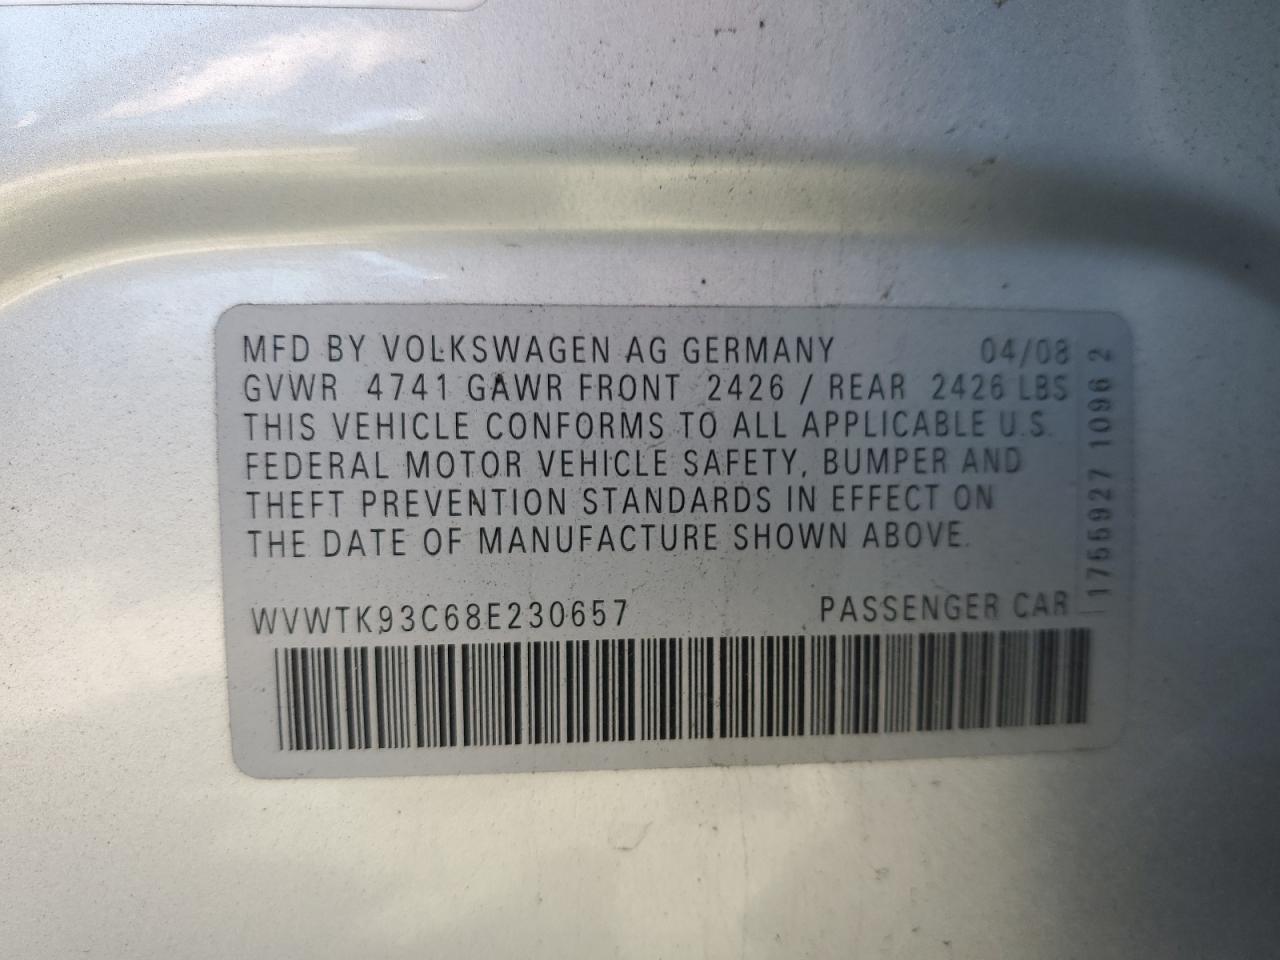 MFD BY VOLKSWAGEN AG GERMANY 04/08
GVWR 4741 GAWR FRONT 2426 / REAR 2426 LBS
THIS VEHICLE CONFORMS TO ALL APPLICABLE U.S.
FEDERAL MOTOR VEHICLE SAFETY, BUMPER AND
THEFT PREVENTION STANDARDS IN EFFECT ON
THE DATE OF MANUFACTURE SHOWN ABOVE.
WVWTK93C68E230657 PASSENGER CAR
1766927 1096 2